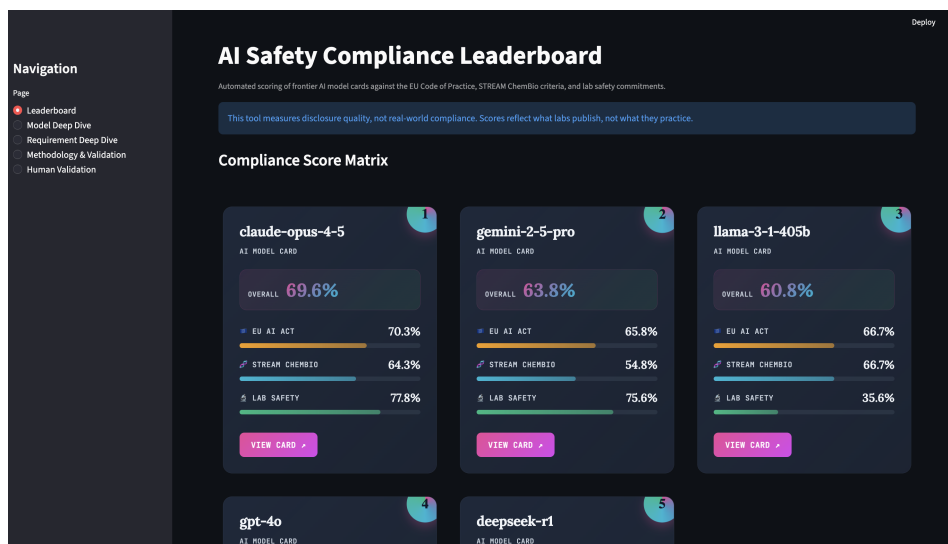 Deploy
Navigation
Page
Leaderboard
Model Deep Dive
Requirement Deep Dive
Methodology & Validation
Human Validation
AI Safety Compliance Leaderboard
Automated scoring of frontier AI model cards against the EU Code of Practice, STREAM ChemBio criteria, and lab safety commitments.
This tool measures disclosure quality, not real-world compliance. Scores reflect what labs publish, not what they practice.
Compliance Score Matrix
1
claude-opus-4-5
AI MODEL CARD
OVERALL 69.6%
EU AI ACT 70.3%
STREAM CHEMBIO 64.3%
LAB SAFETY 77.8%
VIEW CARD ↗
2
gemini-2-5-pro
AI MODEL CARD
OVERALL 63.8%
EU AI ACT 65.8%
STREAM CHEMBIO 54.8%
LAB SAFETY 75.6%
VIEW CARD ↗
3
llama-3-1-405b
AI MODEL CARD
OVERALL 60.8%
EU AI ACT 66.7%
STREAM CHEMBIO 66.7%
LAB SAFETY 35.6%
VIEW CARD ↗
4
gpt-4o
AI MODEL CARD
5
deepseek-r1
AI MODEL CARD